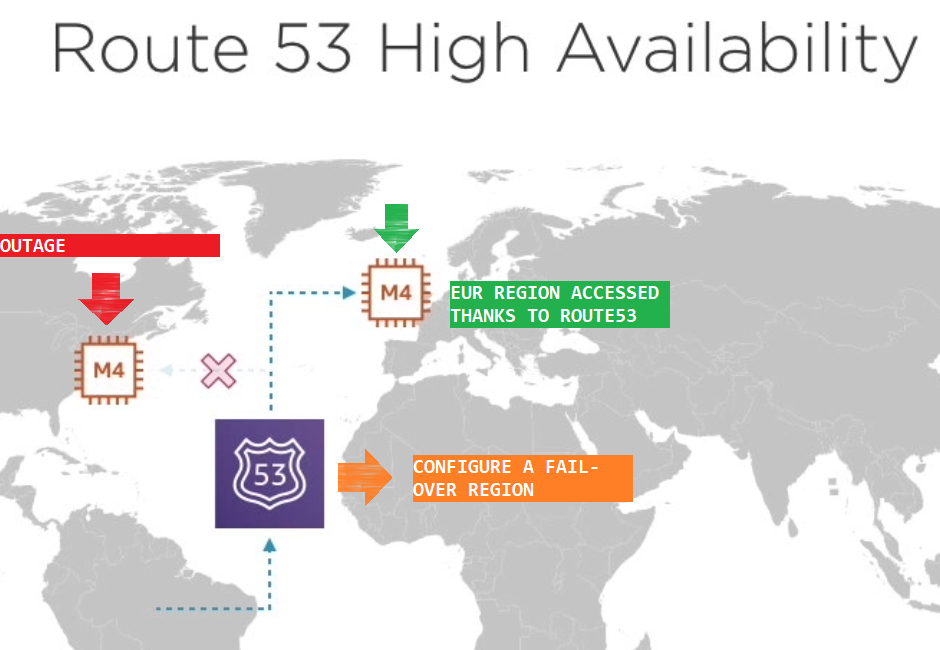 Route 53 High Availability
OUTAGE
M4
EUR REGION ACCESSED
THANKS TO ROUTE53
M4
53
CONFIGURE A FAIL-
OVER REGION